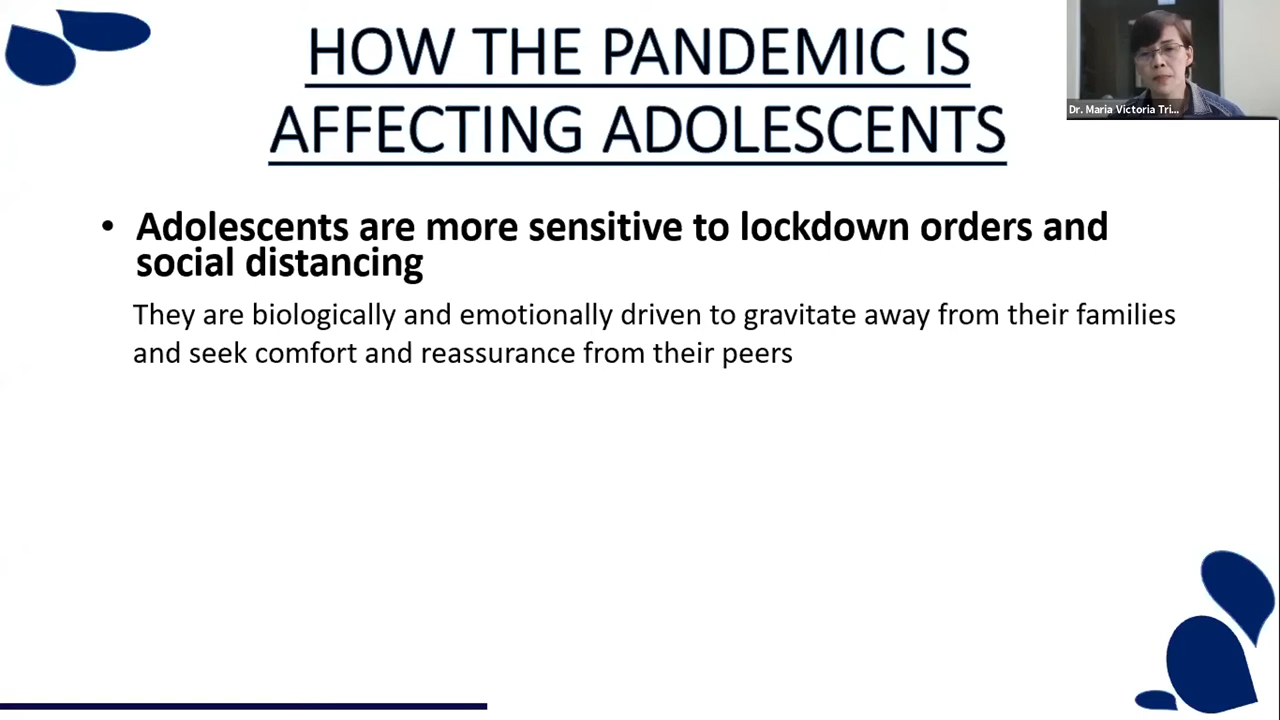 HOW THE PANDEMIC IS
AFFECTING ADOLESCENTS
Dr. Maria Victoria Tri...
• Adolescents are more sensitive to lockdown orders and
social distancing
They are biologically and emotionally driven to gravitate away from their families
and seek comfort and reassurance from their peers